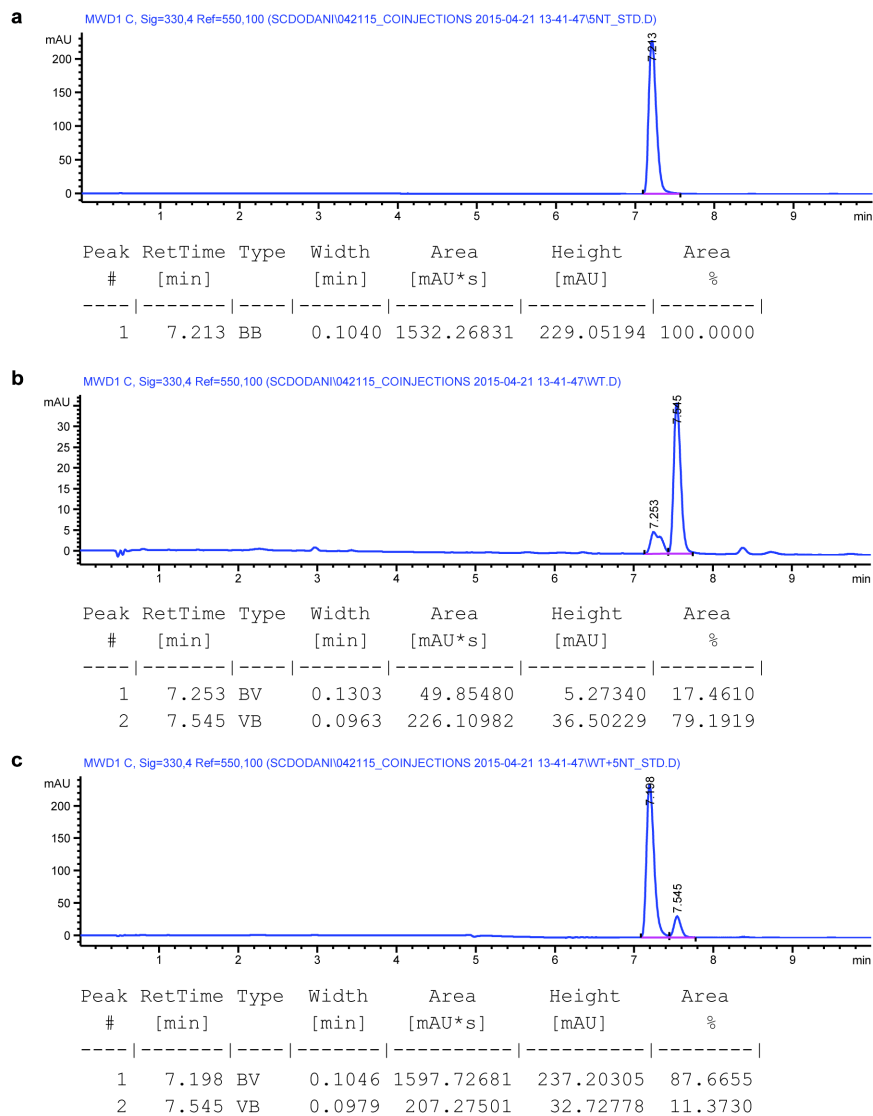 a
MWD1 C, Sig=330,4 Ref=550,100 (SCDODANI\042115_COINJECTIONS 2015-04-21 13-41-47\5NT_STD.D)
mAU
200
150
100
50
0
7.213
1 2 3 4 5 6 7 8 9 min
Peak RetTime Type Width Area Height Area
# [min] [min] [mAU*s] [mAU] %
----|-------|----|-------|----------|----------|--------|
1 7.213 BB 0.1040 1532.26831 229.05194 100.0000
b
MWD1 C, Sig=330,4 Ref=550,100 (SCDODANI\042115_COINJECTIONS 2015-04-21 13-41-47\WT.D)
mAU
30
25
20
15
10
5
0
7.253
7.545
1 2 3 4 5 6 7 8 9 min
Peak RetTime Type Width Area Height Area
# [min] [min] [mAU*s] [mAU] %
----|-------|----|-------|----------|----------|--------|
1 7.253 BV 0.1303 49.85480 5.27340 17.4610
2 7.545 VB 0.0963 226.10982 36.50229 79.1919
c
MWD1 C, Sig=330,4 Ref=550,100 (SCDODANI\042115_COINJECTIONS 2015-04-21 13-41-47\WT+5NT_STD.D)
mAU
200
150
100
50
0
7.198
7.545
1 2 3 4 5 6 7 8 9 min
Peak RetTime Type Width Area Height Area
# [min] [min] [mAU*s] [mAU] %
----|-------|----|-------|----------|----------|--------|
1 7.198 BV 0.1046 1597.72681 237.20305 87.6655
2 7.545 VB 0.0979 207.27501 32.72778 11.3730